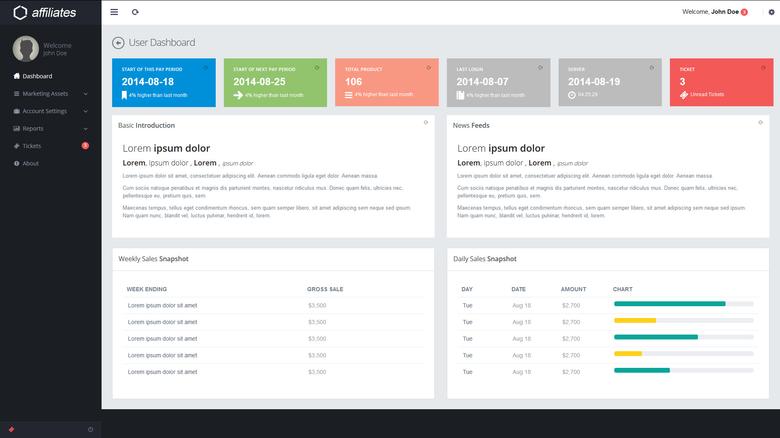 affiliates
Welcome, John Doe 3
Welcome
John Doe
Dashboard
Marketing Assets
Account Settings
Reports
Tickets 5
About
User Dashboard
START OF THIS PAY PERIOD
2014-08-18
4% higher than last month
START OF NEXT PAY PERIOD
2014-08-25
4% higher than last month
TOTAL PRODUCT
106
4% higher than last month
LAST LOGIN
2014-08-07
4% higher than last month
SERVER
2014-08-19
04:25:29
TICKET
3
Unread Tickets
Basic Introduction
Lorem ipsum dolor
Lorem, ipsum dolor , Lorem , ipsum dolor
Lorem ipsum dolor sit amet, consectetuer adipiscing elit. Aenean commodo ligula eget dolor. Aenean massa.
Cum sociis natoque penatibus et magnis dis parturient montes, nascetur ridiculus mus. Donec quam felis, ultricies nec,
pellentesque eu, pretium quis, sem.
Maecenas tempus, tellus eget condimentum rhoncus, sem quam semper libero, sit amet adipiscing sem neque sed ipsum.
Nam quam nunc, blandit vel, luctus pulvinar, hendrerit id, lorem.
News Feeds
Lorem ipsum dolor
Lorem, ipsum dolor , Lorem , ipsum dolor
Lorem ipsum dolor sit amet, consectetuer adipiscing elit. Aenean commodo ligula eget dolor. Aenean massa.
Cum sociis natoque penatibus et magnis dis parturient montes, nascetur ridiculus mus. Donec quam felis, ultricies nec,
pellentesque eu, pretium quis, sem.
Maecenas tempus, tellus eget condimentum rhoncus, sem quam semper libero, sit amet adipiscing sem neque sed ipsum.
Nam quam nunc, blandit vel, luctus pulvinar, hendrerit id, lorem.
Weekly Sales Snapshot
WEEK ENDING GROSS SALE
Lorem ipsum dolor sit amet $3,500
Lorem ipsum dolor sit amet $3,500
Lorem ipsum dolor sit amet $3,500
Lorem ipsum dolor sit amet $3,500
Lorem ipsum dolor sit amet $3,500
Daily Sales Snapshot
DAY DATE AMOUNT CHART
Tue Aug 18 $2,700
Tue Aug 18 $2,700
Tue Aug 18 $2,700
Tue Aug 18 $2,700
Tue Aug 18 $2,700